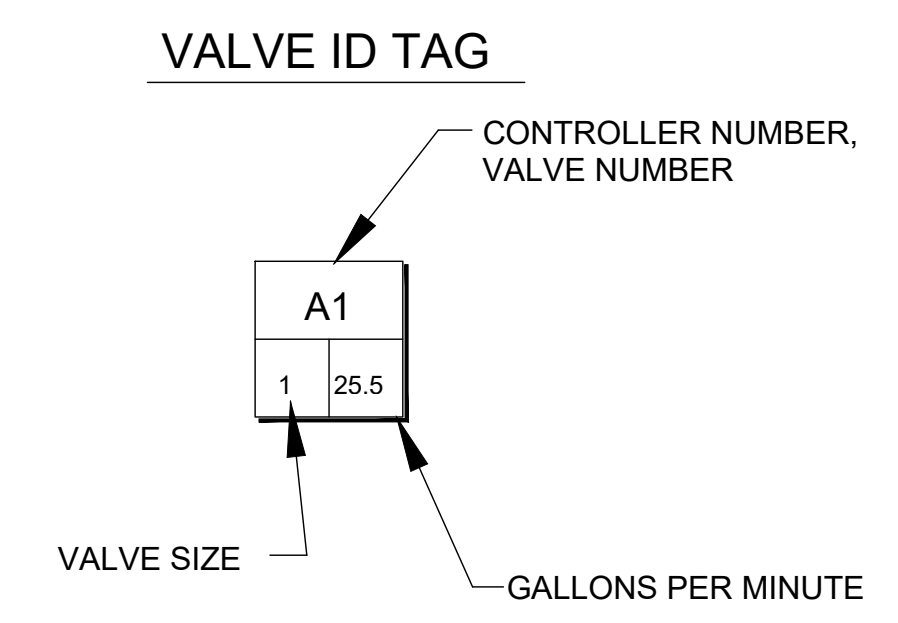 VALVE ID TAG
CONTROLLER NUMBER,
VALVE NUMBER
A1
1 25.5
VALVE SIZE
GALLONS PER MINUTE